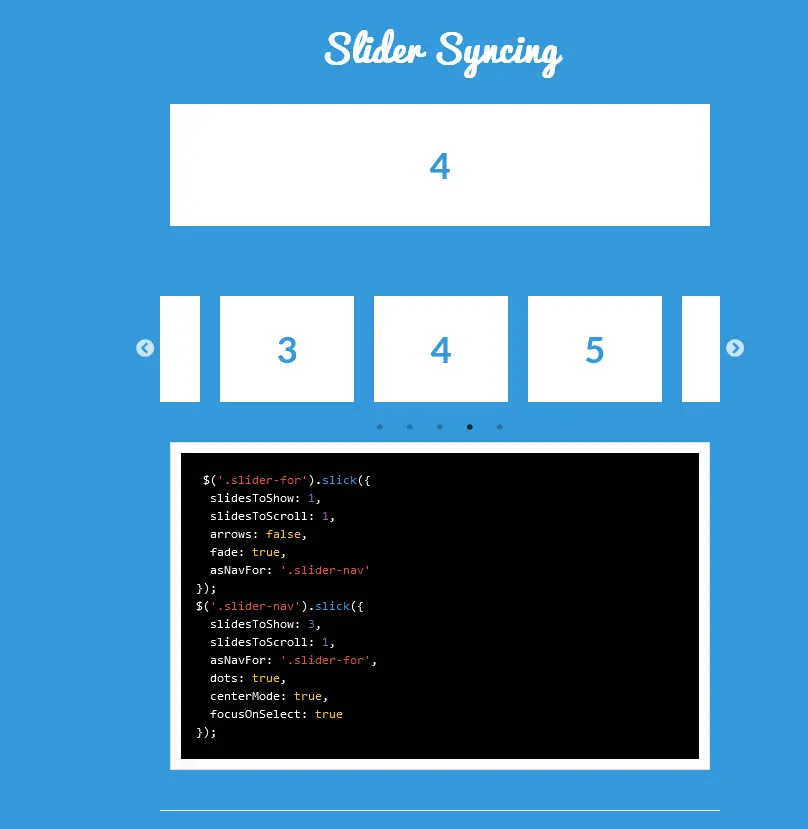 Slider Syncing
4
3 4 5
$('.slider-for').slick({
  slidesToShow: 1,
  slidesToScroll: 1,
  arrows: false,
  fade: true,
  asNavFor: '.slider-nav'
});
$('.slider-nav').slick({
  slidesToShow: 3,
  slidesToScroll: 1,
  asNavFor: '.slider-for',
  dots: true,
  centerMode: true,
  focusOnSelect: true
});